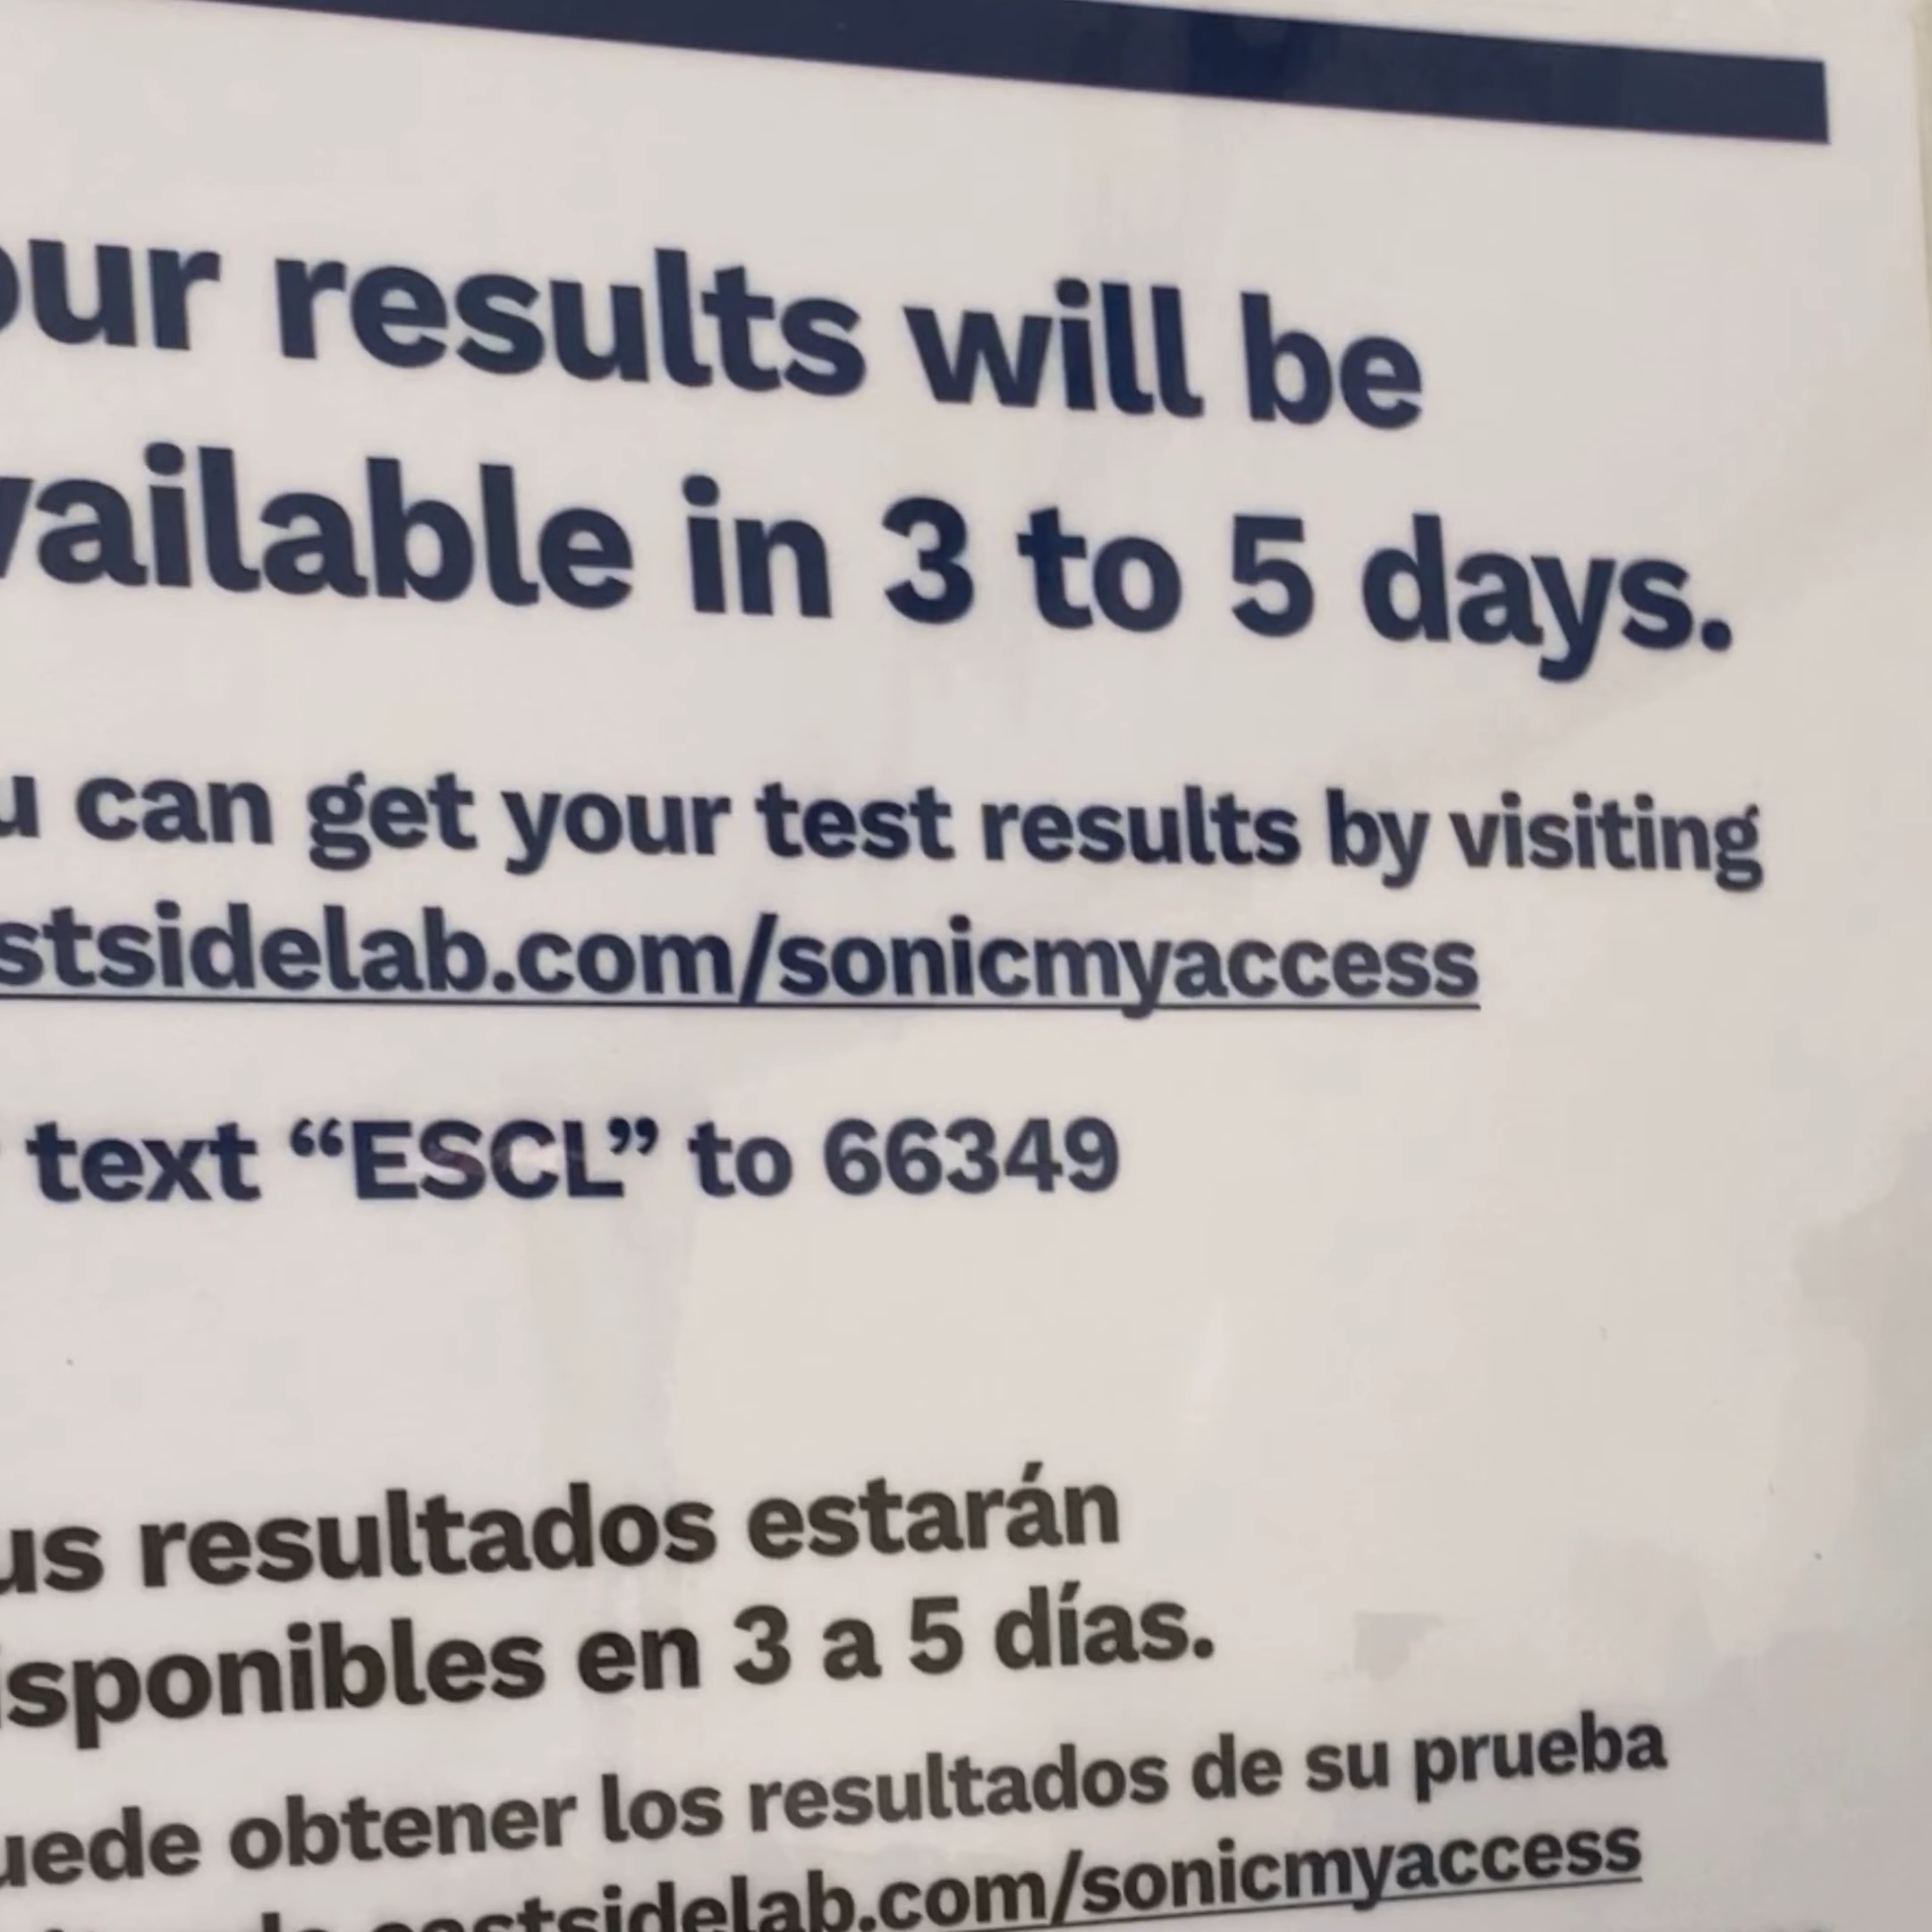 our results will be
vailable in 3 to 5 days.
u can get your test results by visiting
stsidelab.com/sonicmyaccess
text “ESCL” to 66349
us resultados estarán
isponibles en 3 a 5 días.
uede obtener los resultados de su prueba
eastsidelab.com/sonicmyaccess